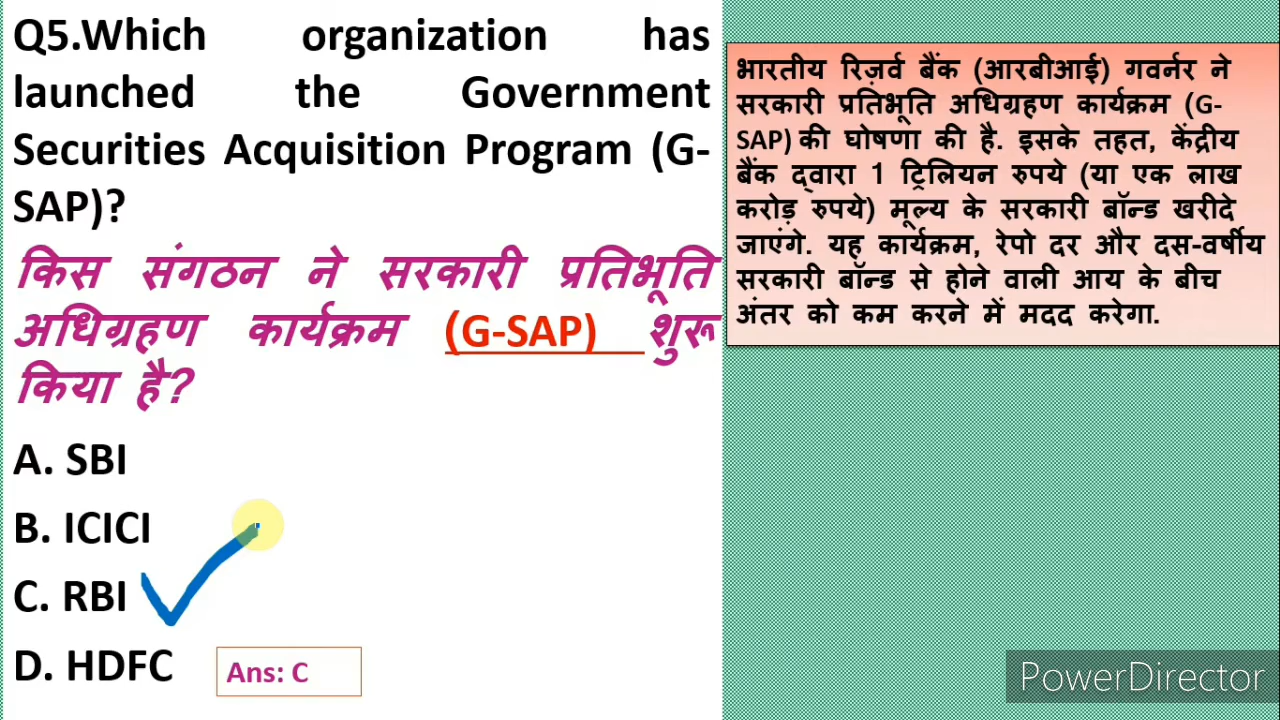 Q5.Which organization has
launched the Government
Securities Acquisition Program (G-
SAP)?
किस संगठन ने सरकारी प्रतिभूति
अधिग्रहण कार्यक्रम (G-SAP) शुरू
किया है?
A. SBI
B. ICICI
C. RBI
D. HDFC
Ans: C
भारतीय रिज़र्व बैंक (आरबीआई) गवर्नर ने
सरकारी प्रतिभूति अधिग्रहण कार्यक्रम (G-
SAP) की घोषणा की है. इसके तहत, केंद्रीय
बैंक द्वारा 1 ट्रिलियन रुपये (या एक लाख
करोड़ रुपये) मूल्य के सरकारी बॉन्ड खरीदे
जाएंगे. यह कार्यक्रम, रेपो दर और दस-वर्षीय
सरकारी बॉन्ड से होने वाली आय के बीच
अंतर को कम करने में मदद करेगा.
PowerDirector